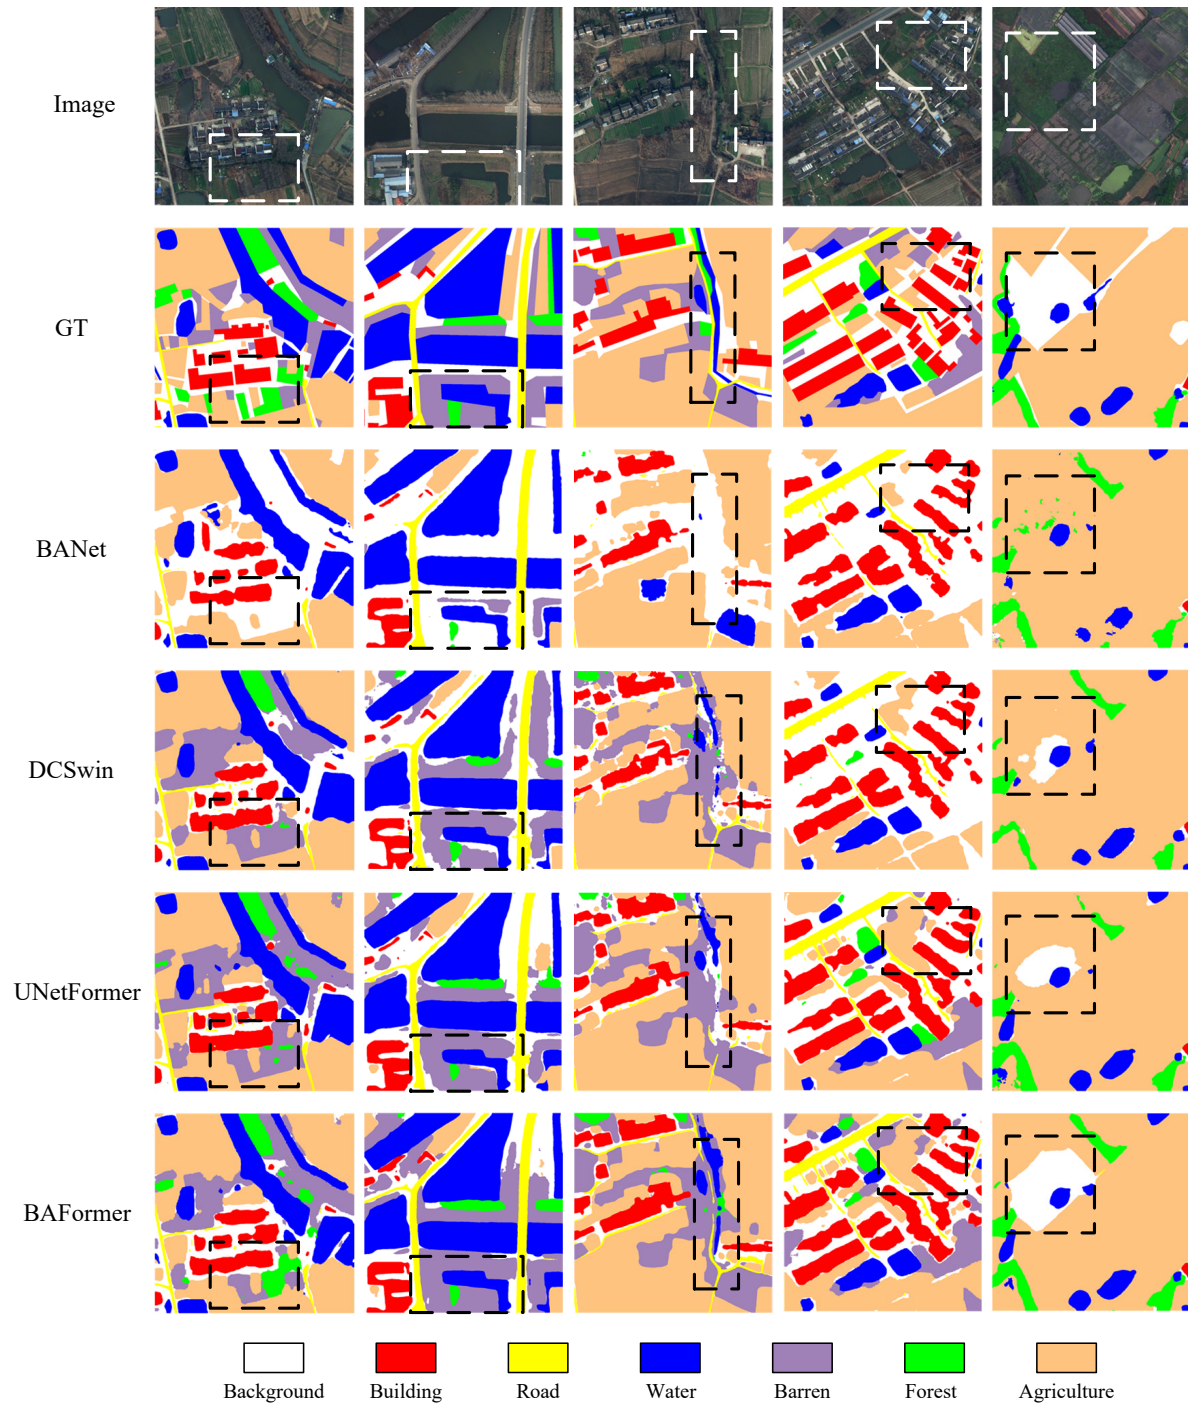 Image
GT
BANet
DCSwin
UNetFormer
BAFormer
Background
Building
Road
Water
Barren
Forest
Agriculture